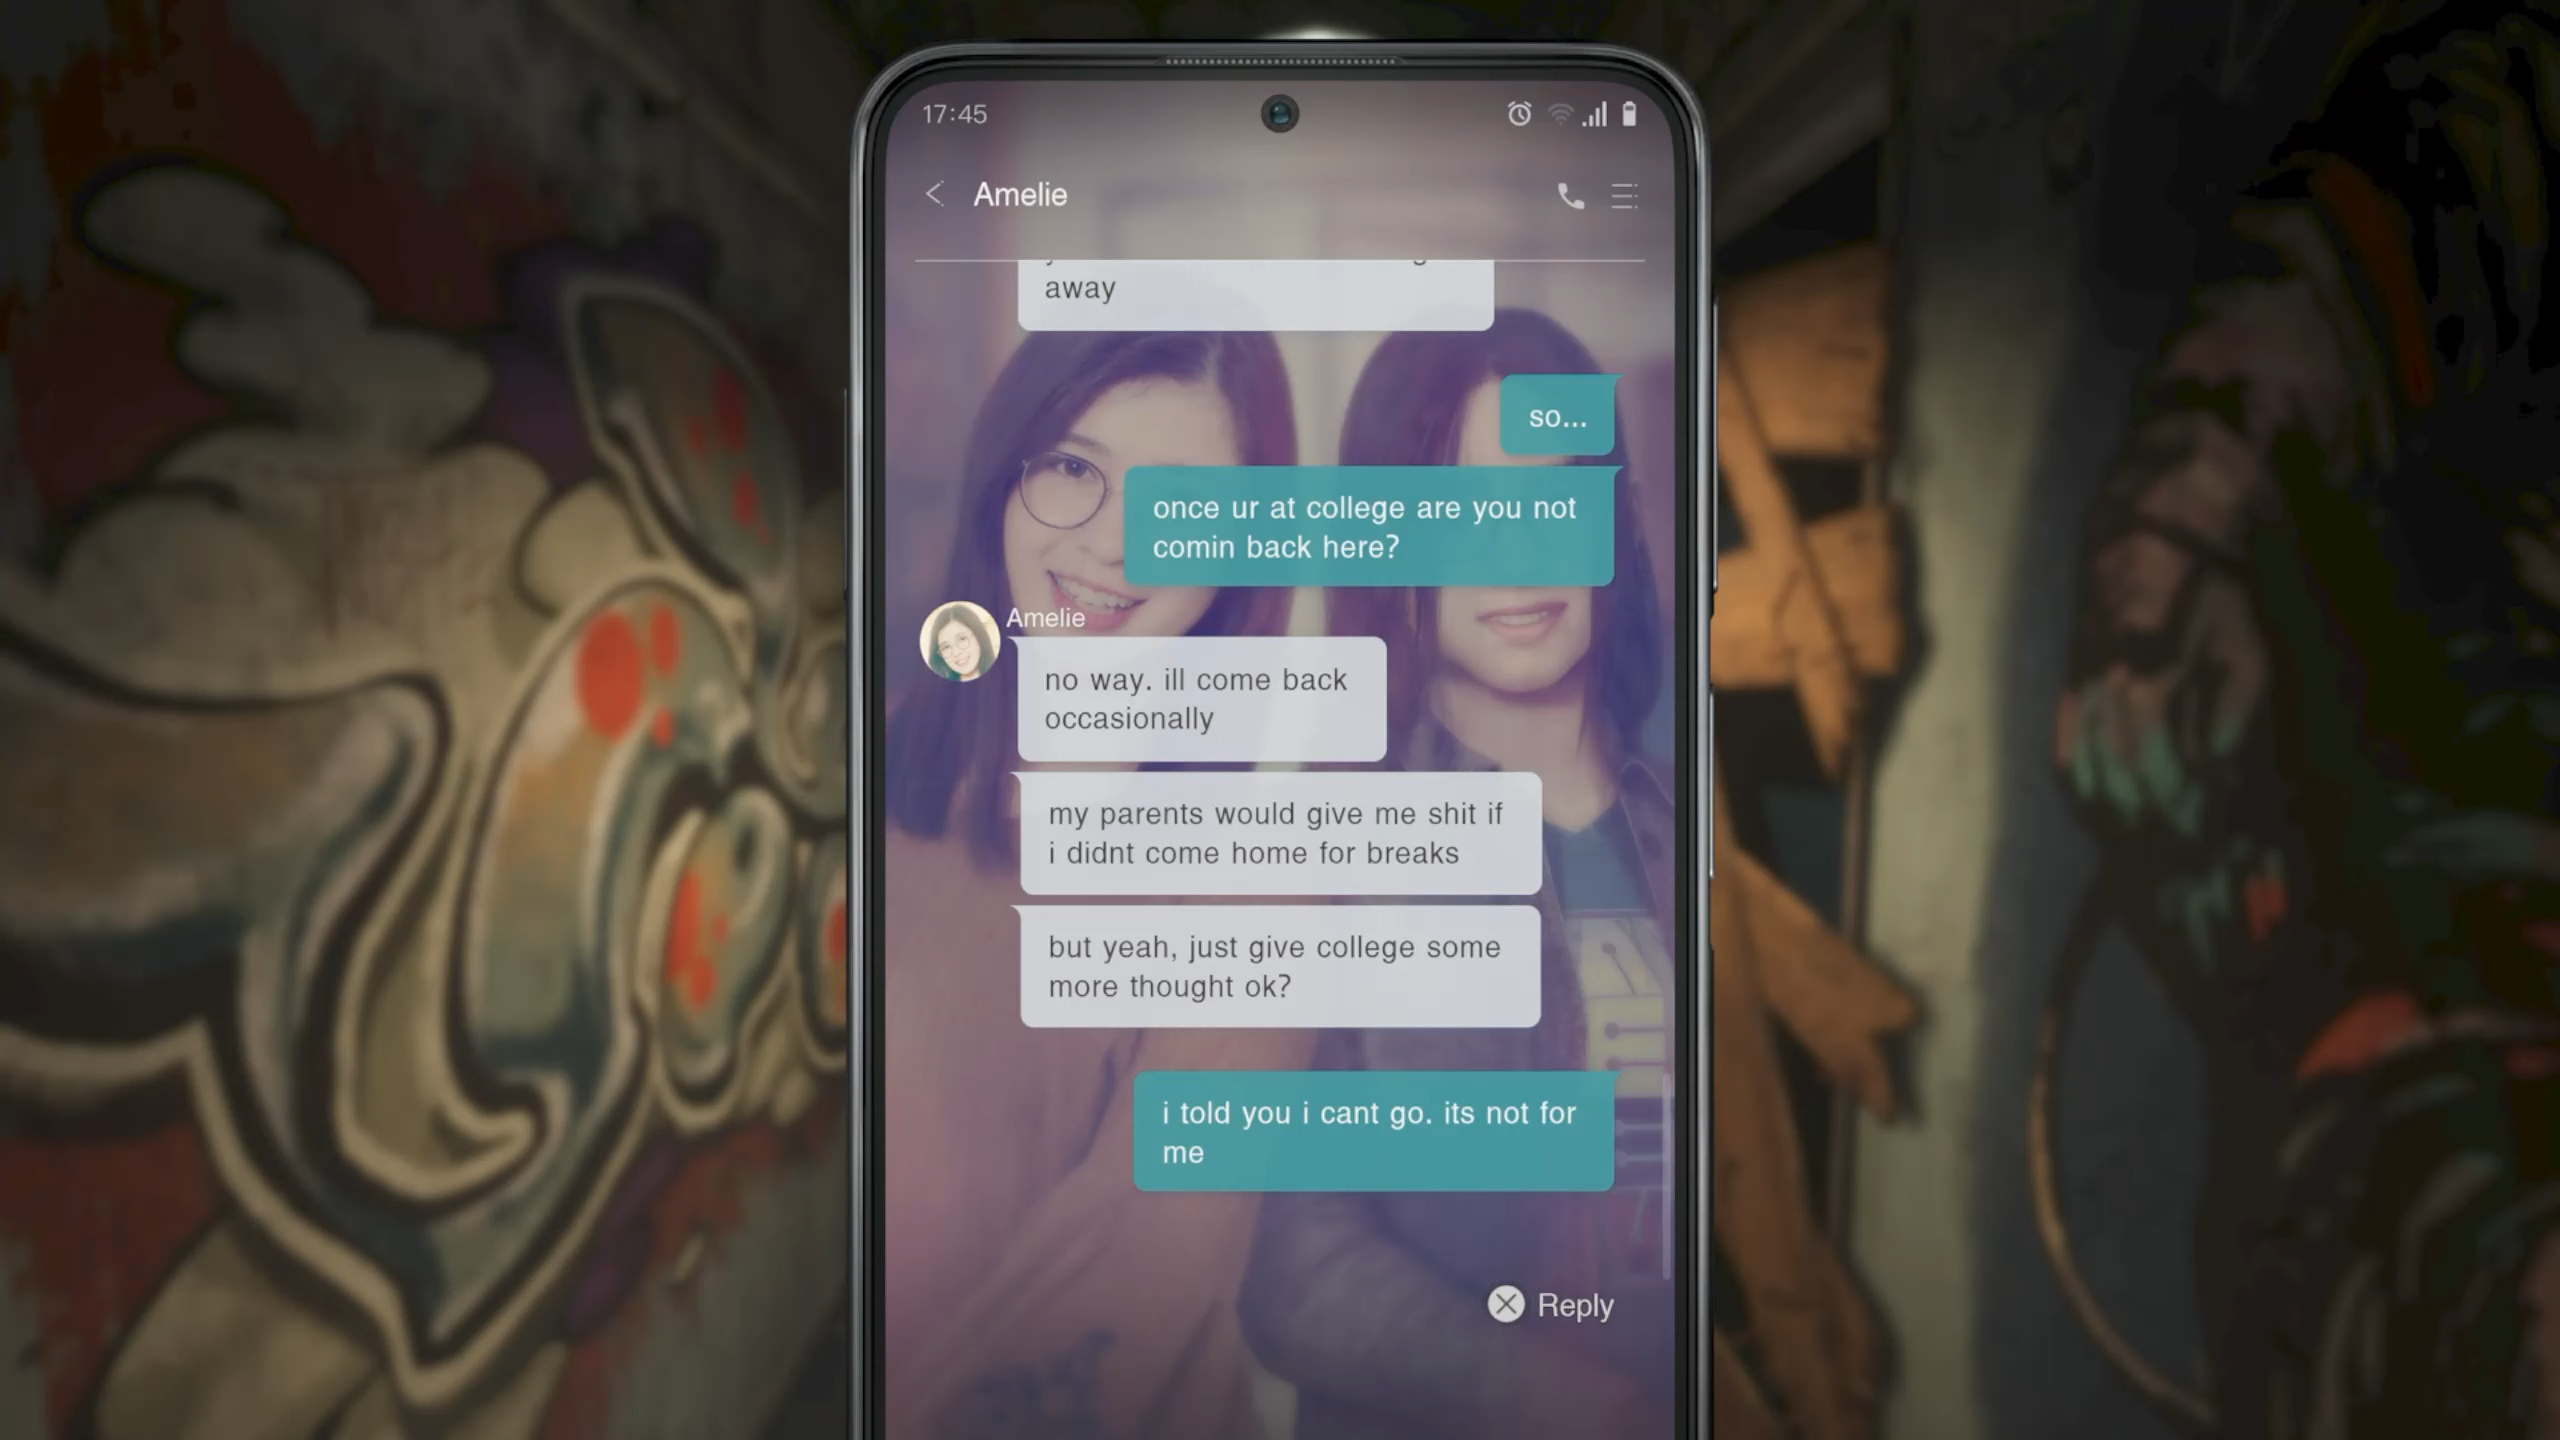 17:45
Amelie
away
so...
once ur at college are you not
comin back here?
Amelie
no way. ill come back
occasionally
my parents would give me shit if
i didnt come home for breaks
but yeah, just give college some
more thought ok?
i told you i cant go. its not for
me
Reply